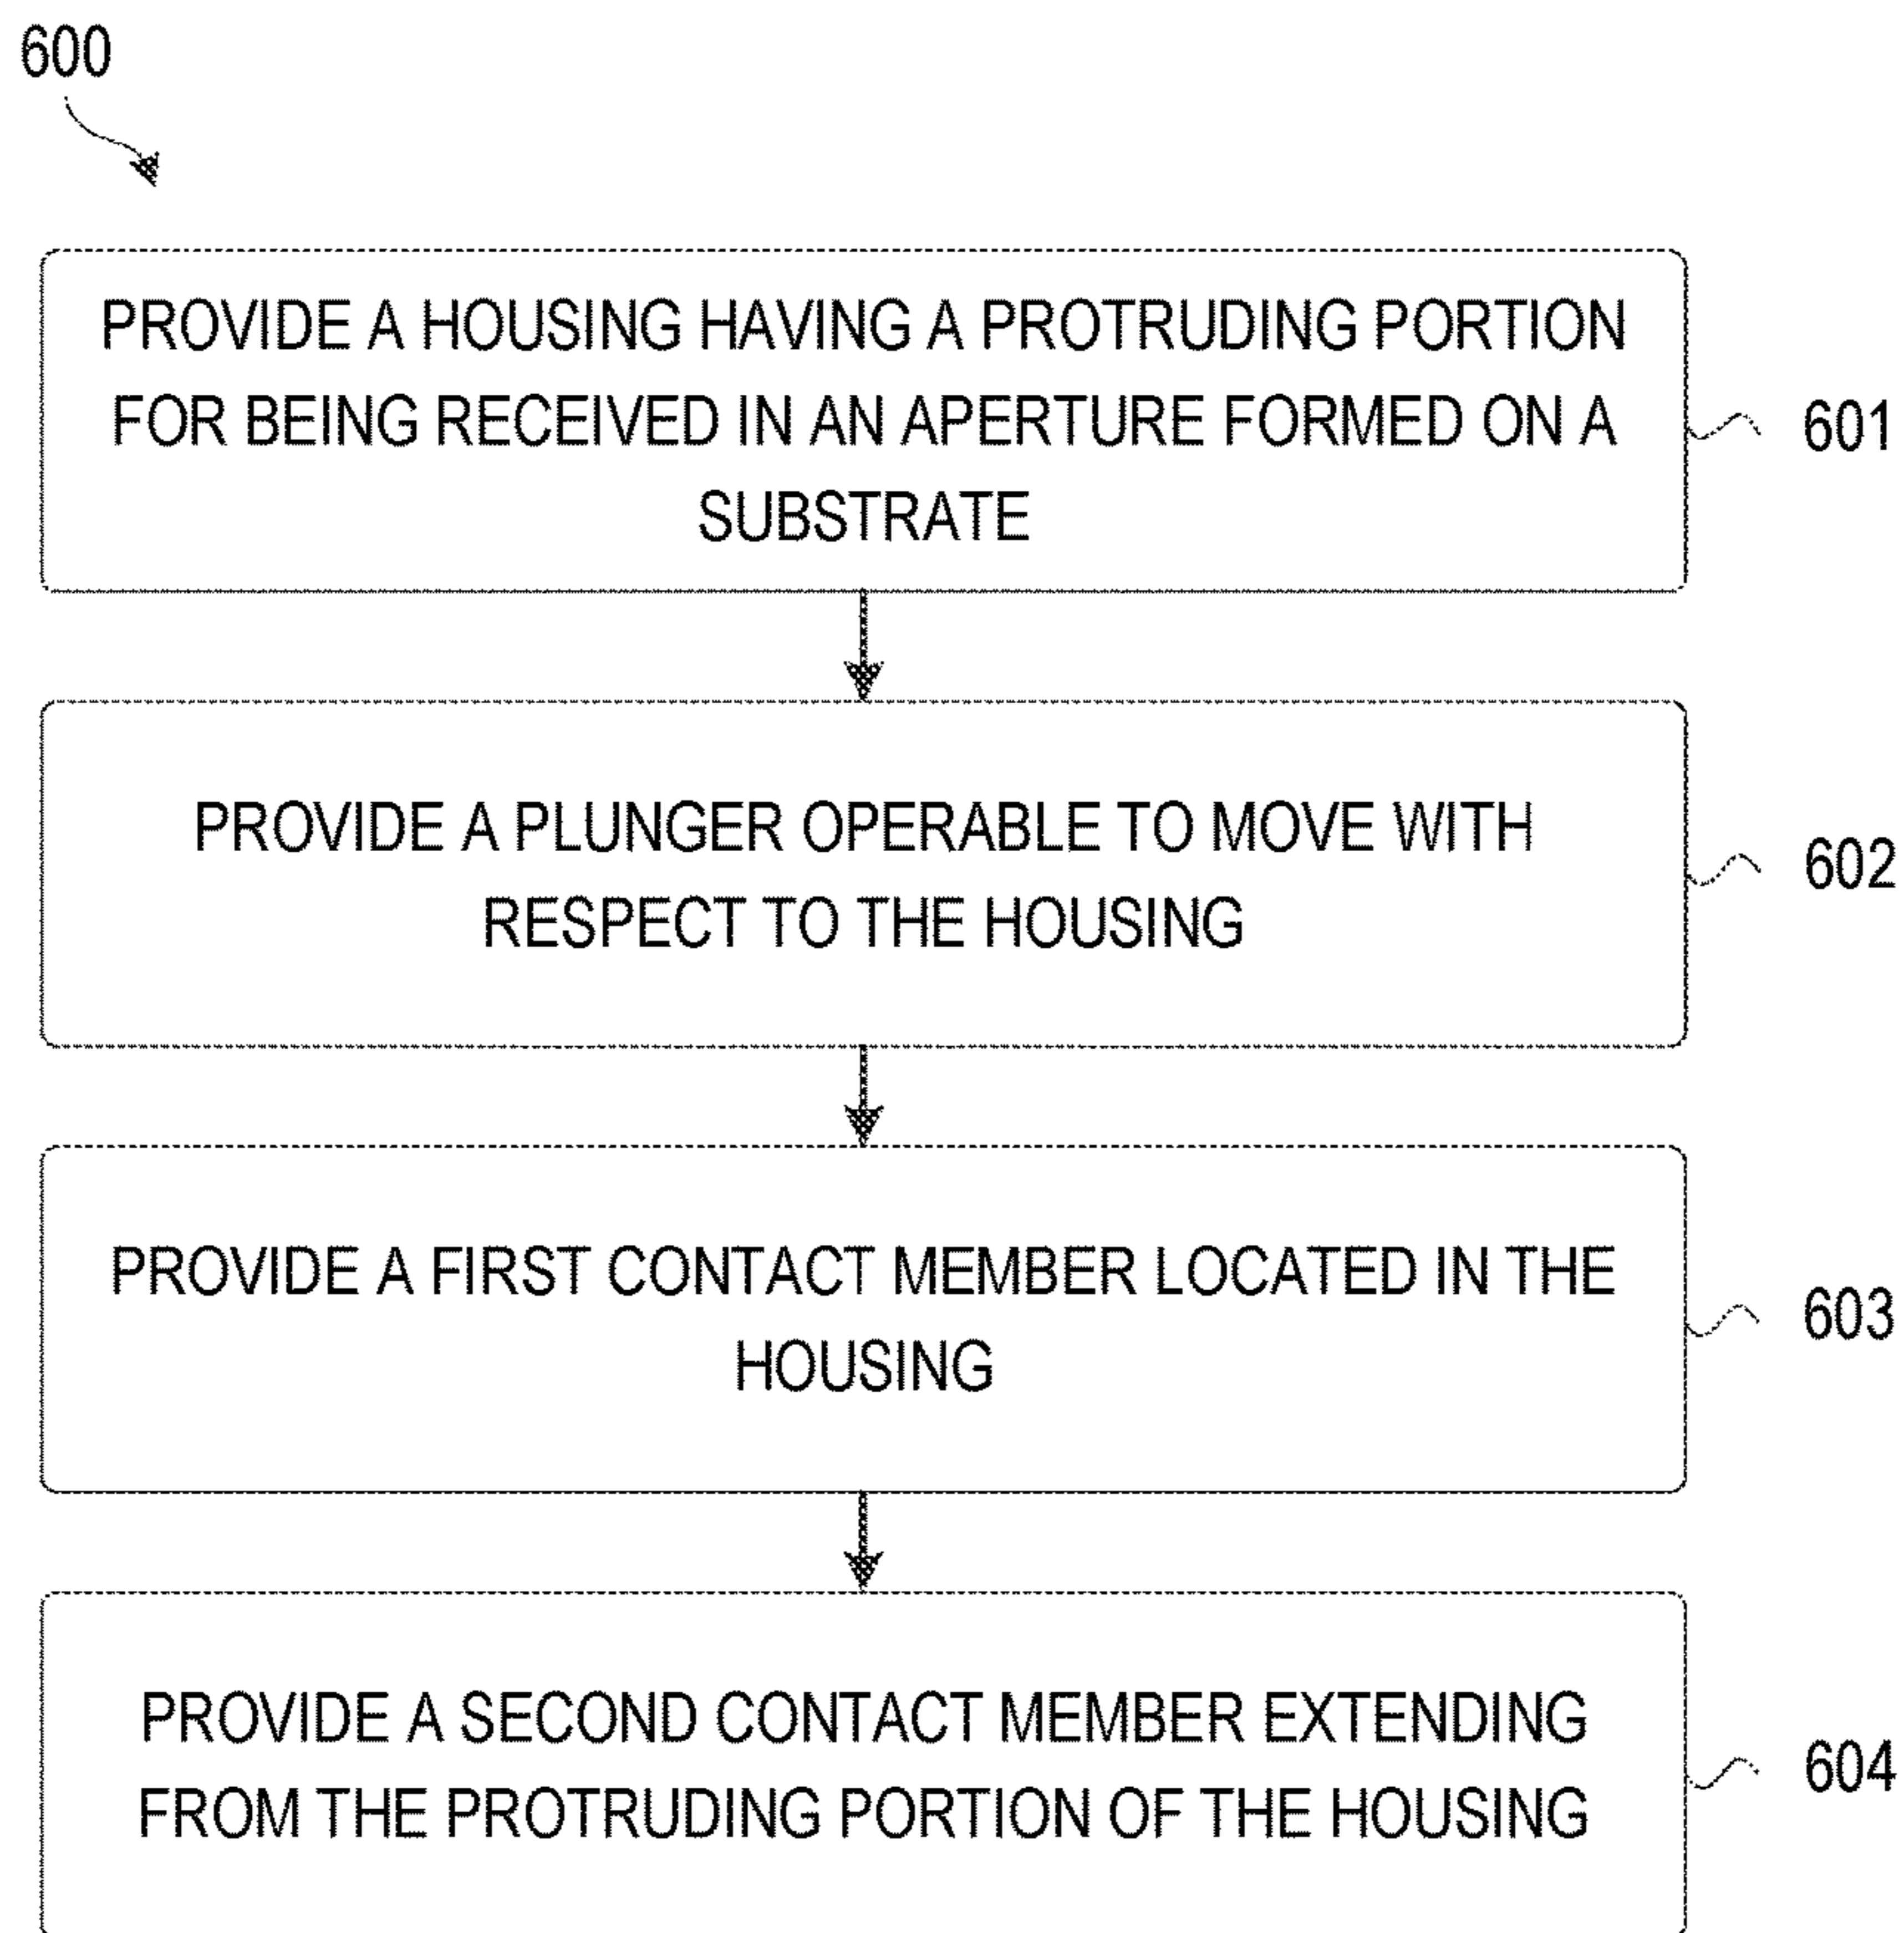 600
PROVIDE A HOUSING HAVING A PROTRUDING PORTION
FOR BEING RECEIVED IN AN APERTURE FORMED ON A
SUBSTRATE
601
PROVIDE A PLUNGER OPERABLE TO MOVE WITH
RESPECT TO THE HOUSING
602
PROVIDE A FIRST CONTACT MEMBER LOCATED IN THE
HOUSING
603
PROVIDE A SECOND CONTACT MEMBER EXTENDING
FROM THE PROTRUDING PORTION OF THE HOUSING
604